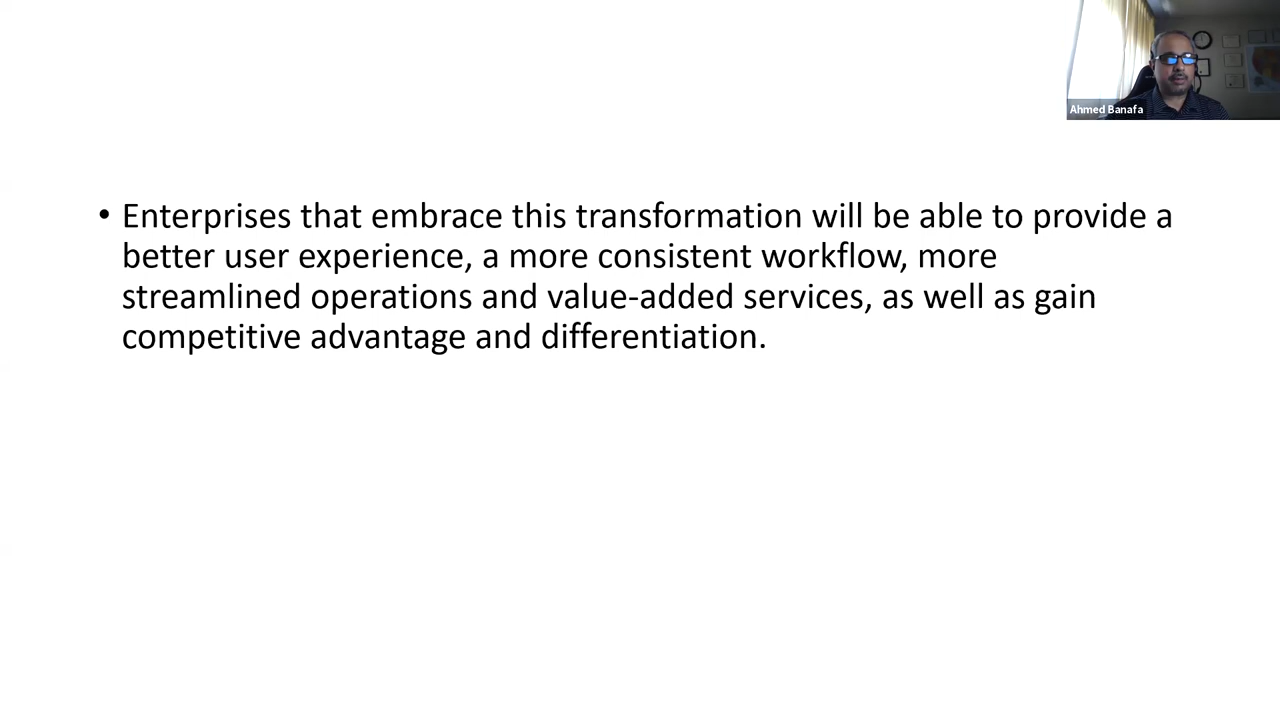 Ahmed Banafa
• Enterprises that embrace this transformation will be able to provide a
better user experience, a more consistent workflow, more
streamlined operations and value-added services, as well as gain
competitive advantage and differentiation.